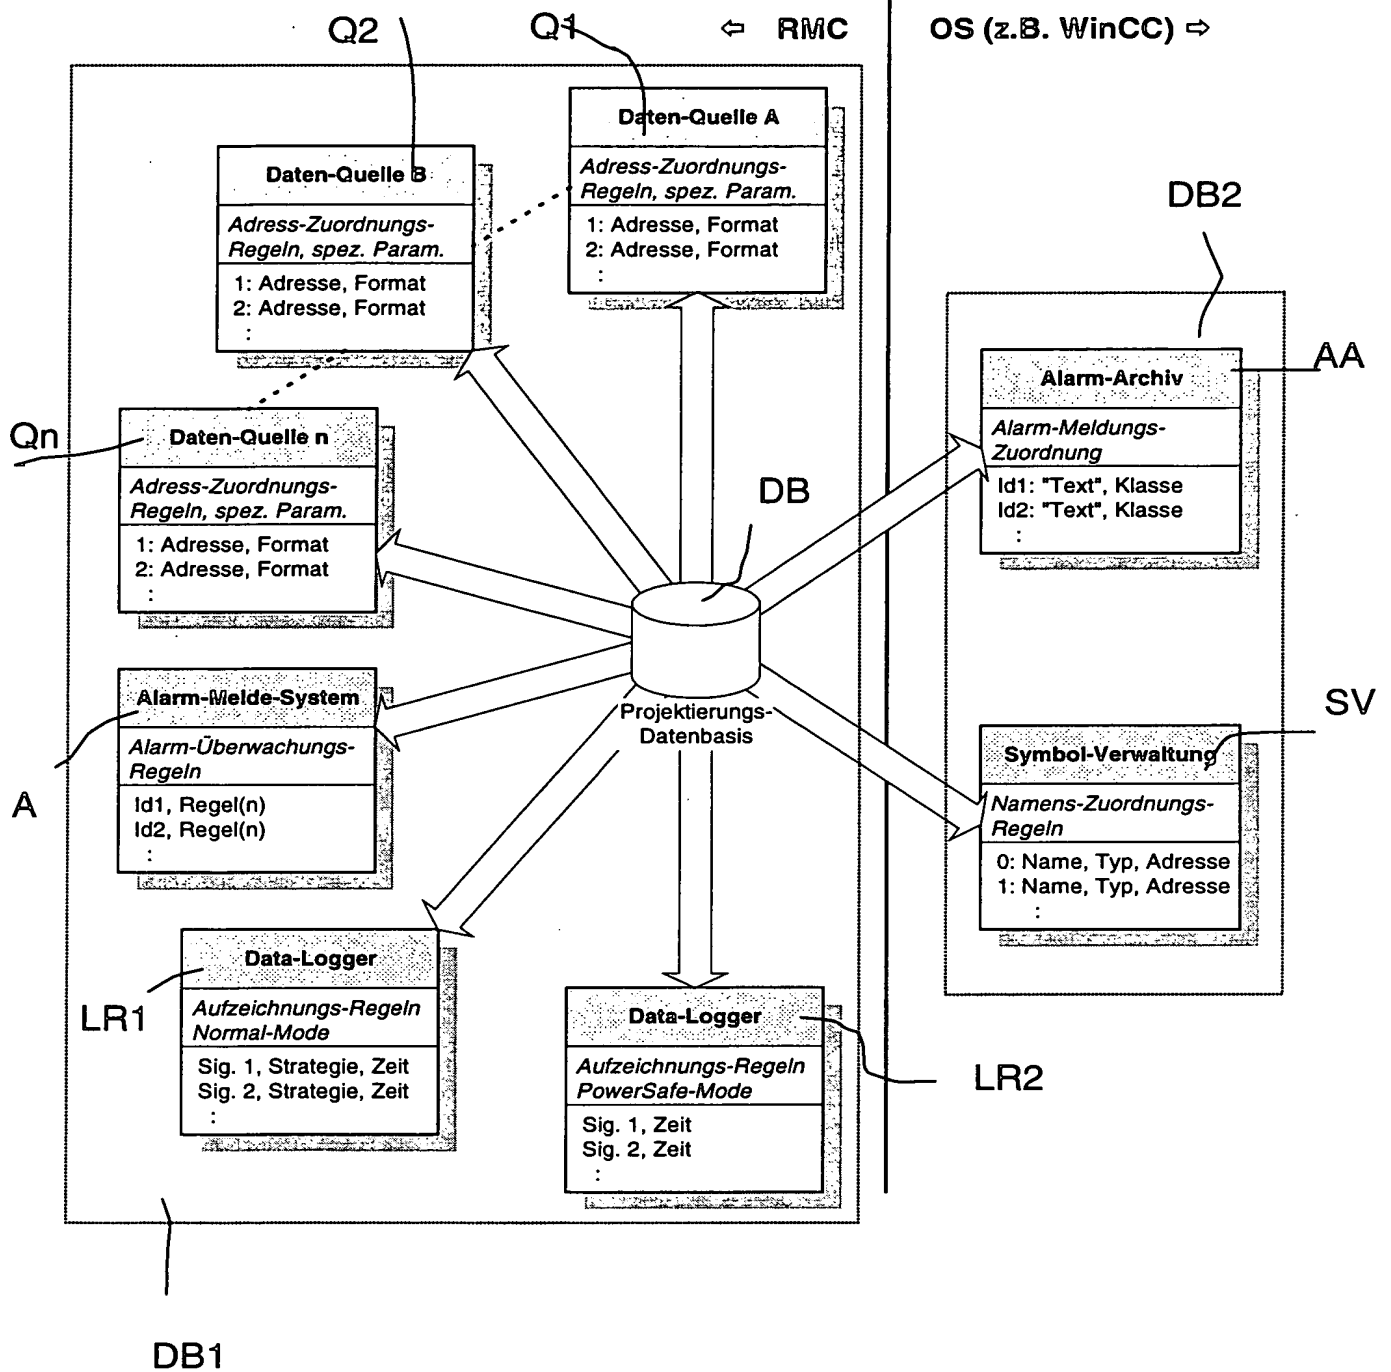 Q2
Q1
⇦ RMC
OS (z.B. WinCC) ⇨
Daten-Quelle A
Adress-Zuordnungs-
Regeln, spez. Param.
1: Adresse, Format
2: Adresse, Format
:
Daten-Quelle B
Adress-Zuordnungs-
Regeln, spez. Param.
1: Adresse, Format
2: Adresse, Format
:
DB2
AA
Alarm-Archiv
Alarm-Meldungs-
Zuordnung
Id1: "Text", Klasse
Id2: "Text", Klasse
:
Qn
Daten-Quelle n
Adress-Zuordnungs-
Regeln, spez. Param.
1: Adresse, Format
2: Adresse, Format
:
DB
Projektierungs-
Datenbasis
Alarm-Melde-System
Alarm-Überwachungs-
Regeln
Id1, Regel(n)
Id2, Regel(n)
:
A
SV
Symbol-Verwaltung
Namens-Zuordnungs-
Regeln
0: Name, Typ, Adresse
1: Name, Typ, Adresse
:
Data-Logger
Aufzeichnungs-Regeln
Normal-Mode
Sig. 1, Strategie, Zeit
Sig. 2, Strategie, Zeit
:
LR1
Data-Logger
Aufzeichnungs-Regeln
PowerSafe-Mode
Sig. 1, Zeit
Sig. 2, Zeit
:
LR2
DB1